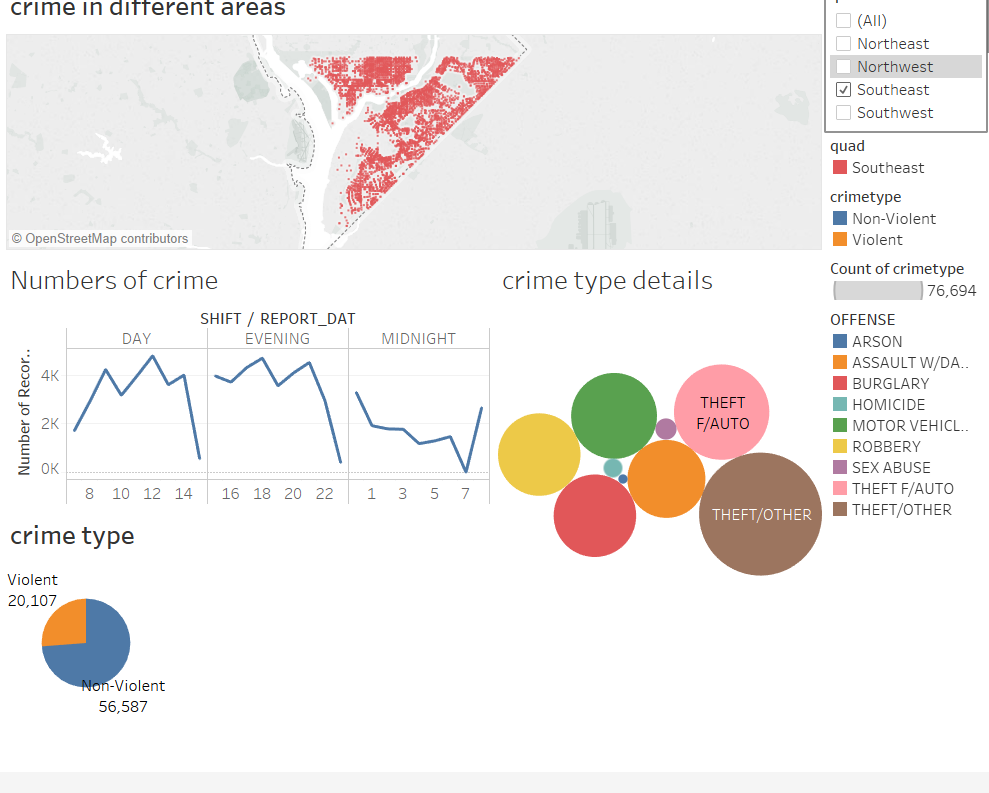 crime in different areas
(All)
Northeast
Northwest
Southeast
Southwest
quad
Southeast
crimetype
Non-Violent
Violent
Count of crimetype
76,694
OFFENSE
ARSON
ASSAULT W/DA..
BURGLARY
HOMICIDE
MOTOR VEHICL..
ROBBERY
SEX ABUSE
THEFT F/AUTO
THEFT/OTHER
© OpenStreetMap contributors
Numbers of crime
SHIFT / REPORT_DAT
DAY EVENING MIDNIGHT
Number of Recor..
4K
2K
0K
8 10 12 14 16 18 20 22 1 3 5 7
crime type details
THEFT
F/AUTO
THEFT/OTHER
crime type
Violent
20,107
Non-Violent
56,587